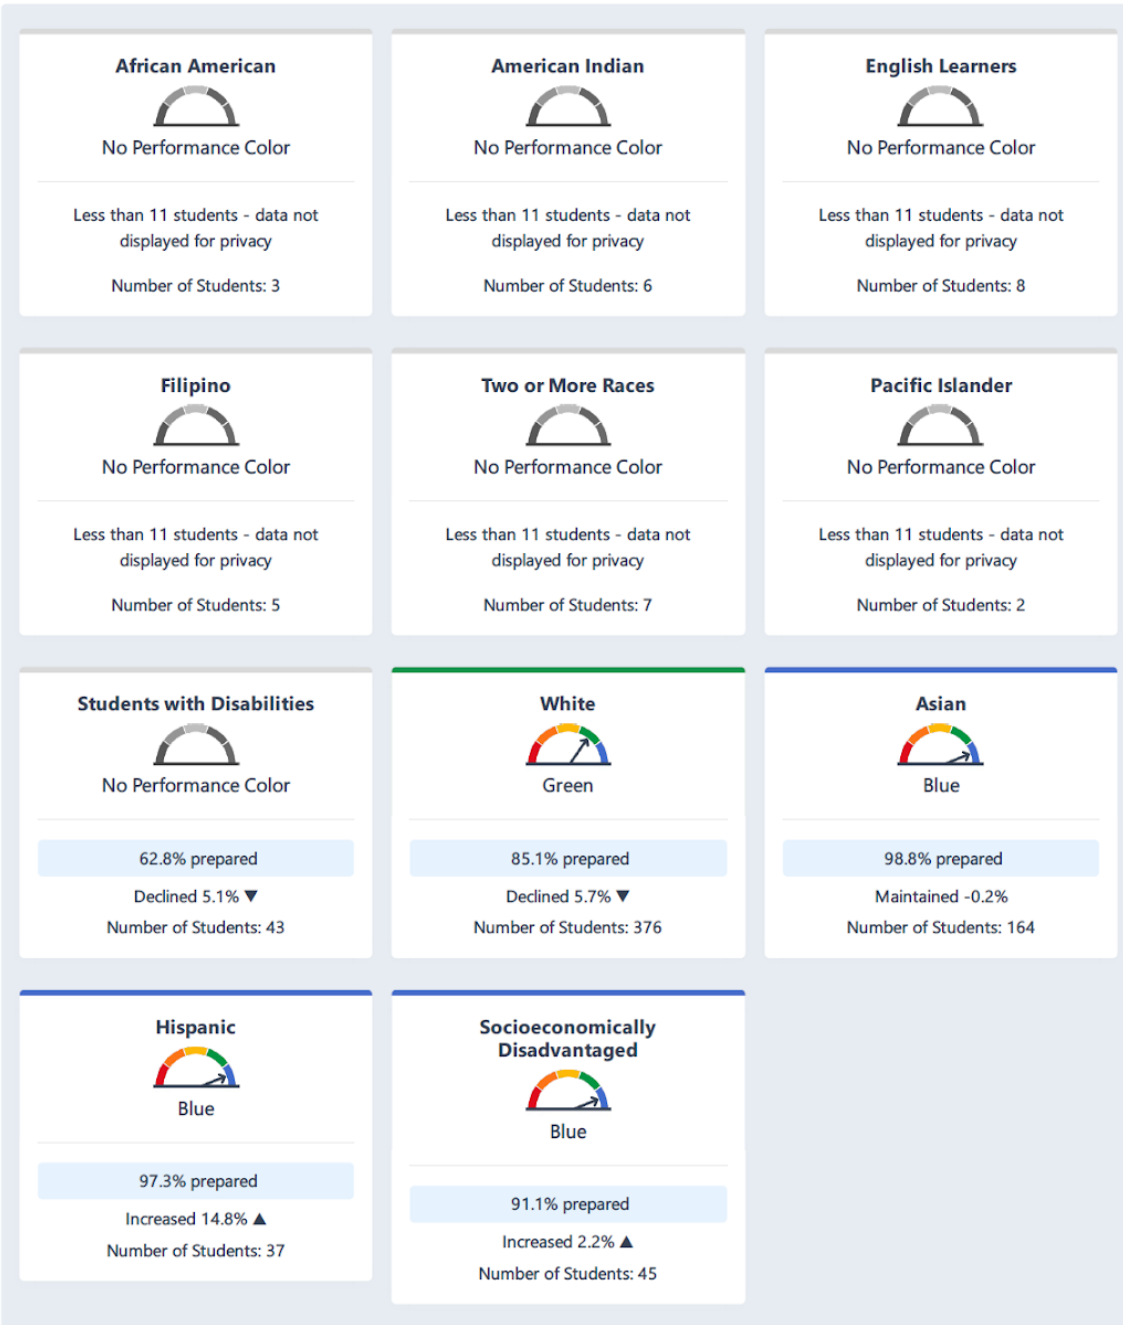 African American
No Performance Color
Less than 11 students - data not
displayed for privacy
Number of Students: 3
American Indian
No Performance Color
Less than 11 students - data not
displayed for privacy
Number of Students: 6
English Learners
No Performance Color
Less than 11 students - data not
displayed for privacy
Number of Students: 8
Filipino
No Performance Color
Less than 11 students - data not
displayed for privacy
Number of Students: 5
Two or More Races
No Performance Color
Less than 11 students - data not
displayed for privacy
Number of Students: 7
Pacific Islander
No Performance Color
Less than 11 students - data not
displayed for privacy
Number of Students: 2
Students with Disabilities
No Performance Color
62.8% prepared
Declined 5.1% ▼
Number of Students: 43
White
Green
85.1% prepared
Declined 5.7% ▼
Number of Students: 376
Asian
Blue
98.8% prepared
Maintained -0.2%
Number of Students: 164
Hispanic
Blue
97.3% prepared
Increased 14.8% ▲
Number of Students: 37
Socioeconomically
Disadvantaged
Blue
91.1% prepared
Increased 2.2% ▲
Number of Students: 45